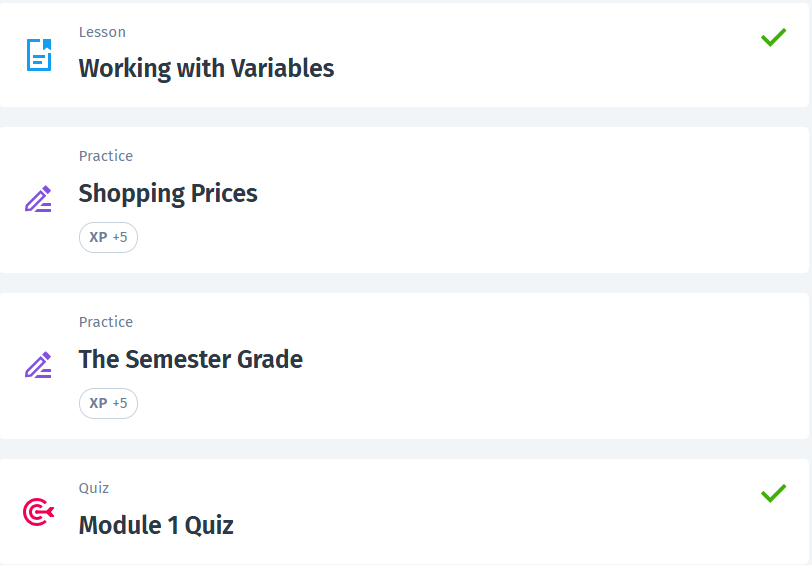 Lesson
Working with Variables
Practice
Shopping Prices
XP +5
Practice
The Semester Grade
XP +5
Quiz
Module 1 Quiz